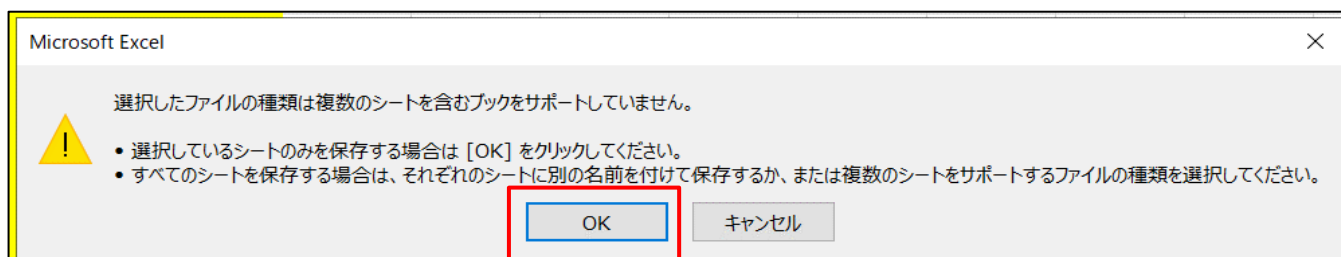 Microsoft Excel
選択したファイルの種類は複数のシートを含むブックをサポートしていません。
• 選択しているシートのみを保存する場合は [OK] をクリックしてください。
• すべてのシートを保存する場合は、それぞれのシートに別の名前を付けて保存するか、または複数のシートをサポートするファイルの種類を選択してください。
OK キャンセル